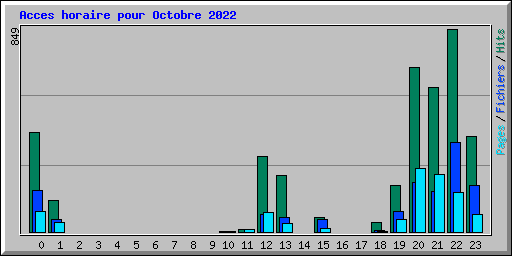 Acces horaire pour Octobre 2022
849
Pages / Fichiers / Hits
0 1 2 3 4 5 6 7 8 9 10 11 12 13 14 15 16 17 18 19 20 21 22 23